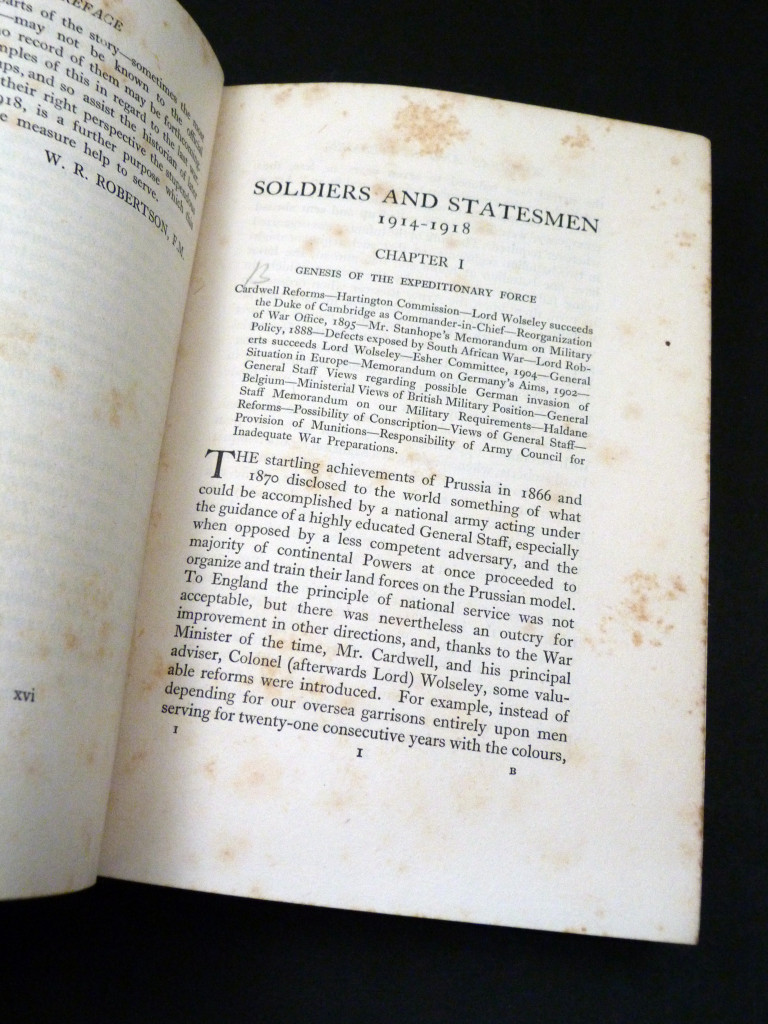 REFACE
parts of the story—sometimes the most
—may not be known to the official
o record of them may be forthcoming.
mples of this in regard to the last war
ups, and so assist the historian of later
their right perspective the stupendous
918, is a further purpose which this
e measure help to serve.
W. R. ROBERTSON, F.M.
xvi
SOLDIERS AND STATESMEN
1914-1918
CHAPTER I
GENESIS OF THE EXPEDITIONARY FORCE
Cardwell Reforms—Hartington Commission—Lord Wolseley succeeds
the Duke of Cambridge as Commander-in-Chief—Reorganization
of War Office, 1895—Mr. Stanhope's Memorandum on Military
Policy, 1888—Defects exposed by South African War—Lord Rob-
erts succeeds Lord Wolseley—Esher Committee, 1904—General
Situation in Europe—Memorandum on Germany's Aims, 1902—
General Staff Views regarding possible German invasion of
Belgium—Ministerial Views of British Military Position—General
Staff Memorandum on our Military Requirements—Haldane
Reforms—Possibility of Conscription—Views of General Staff—
Provision of Munitions—Responsibility of Army Council for
Inadequate War Preparations.
THE startling achievements of Prussia in 1866 and
1870 disclosed to the world something of what
could be accomplished by a national army acting under
the guidance of a highly educated General Staff, especially
when opposed by a less competent adversary, and the
majority of continental Powers at once proceeded to
organize and train their land forces on the Prussian model.
To England the principle of national service was not
acceptable, but there was nevertheless an outcry for
improvement in other directions, and, thanks to the War
Minister of the time, Mr. Cardwell, and his principal
adviser, Colonel (afterwards Lord) Wolseley, some valu-
able reforms were introduced. For example, instead of
depending for our oversea garrisons entirely upon men
serving for twenty-one consecutive years with the colours,
I
I
B